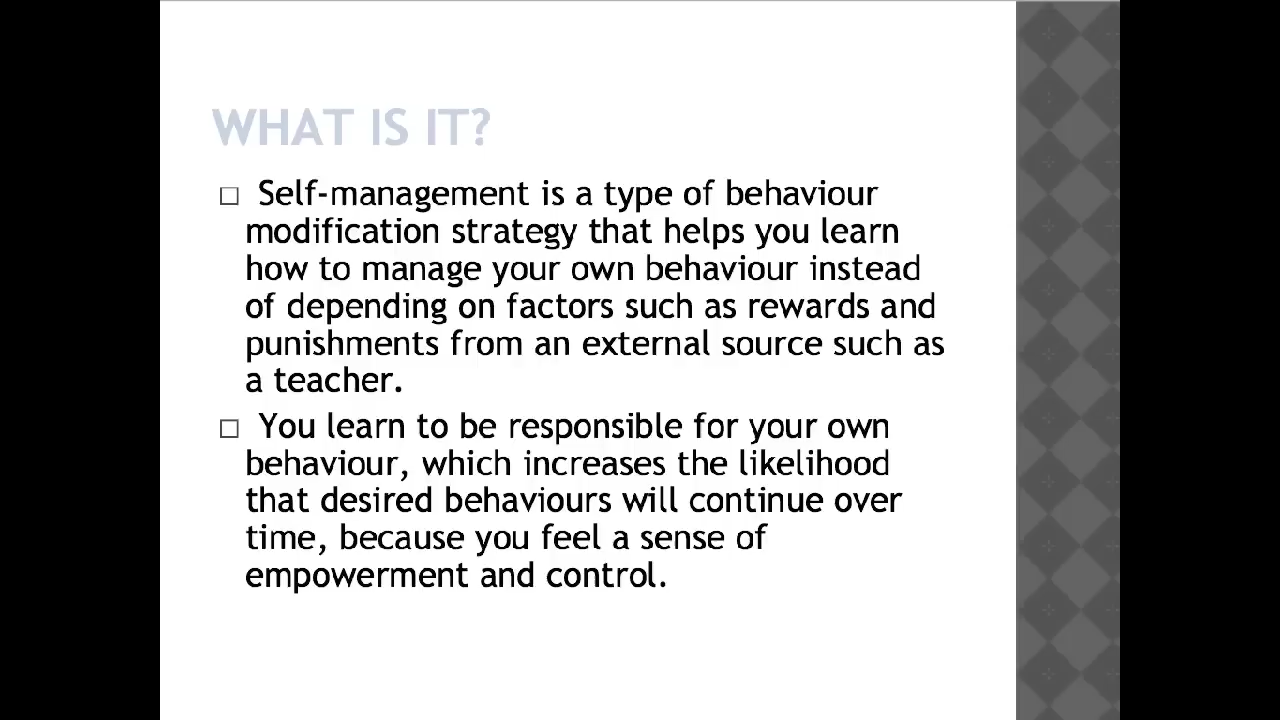 WHAT IS IT?
□ Self-management is a type of behaviour
modification strategy that helps you learn
how to manage your own behaviour instead
of depending on factors such as rewards and
punishments from an external source such as
a teacher.
□ You learn to be responsible for your own
behaviour, which increases the likelihood
that desired behaviours will continue over
time, because you feel a sense of
empowerment and control.